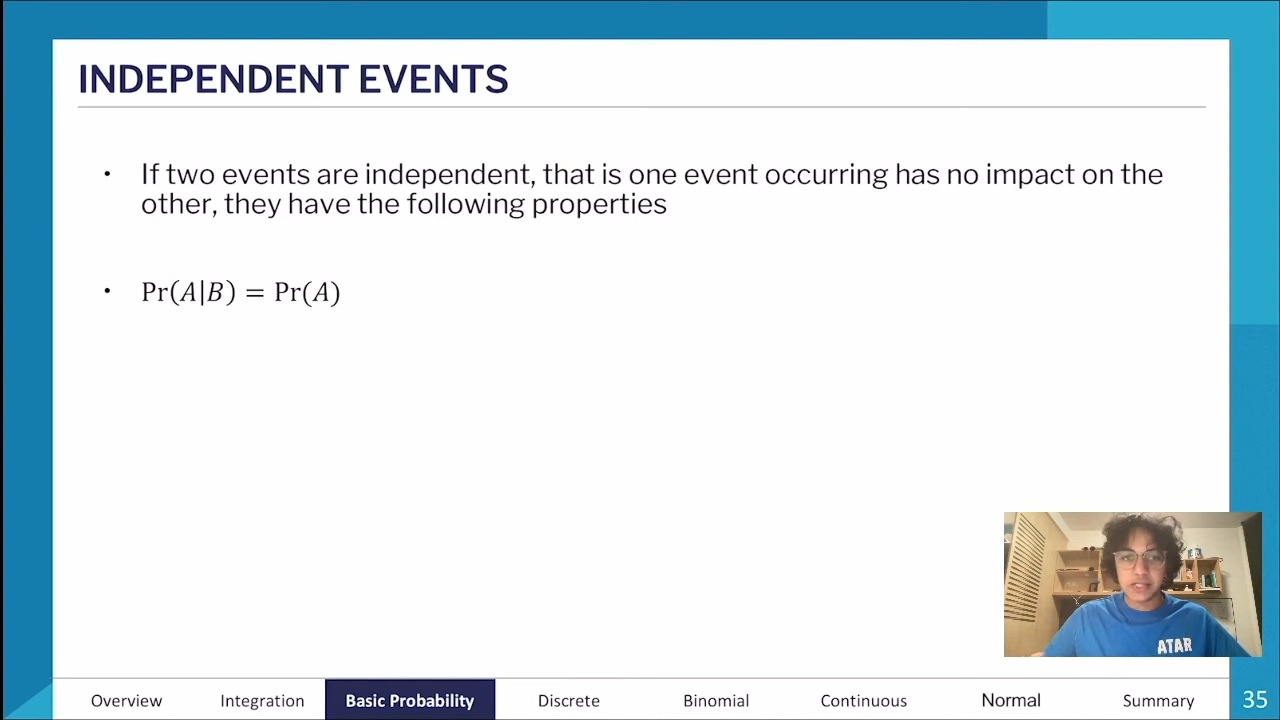 INDEPENDENT EVENTS
• If two events are independent, that is one event occurring has no impact on the
other, they have the following properties
• Pr(A|B) = Pr(A)
ATAR
Overview Integration Basic Probability Discrete Binomial Continuous Normal Summary 35